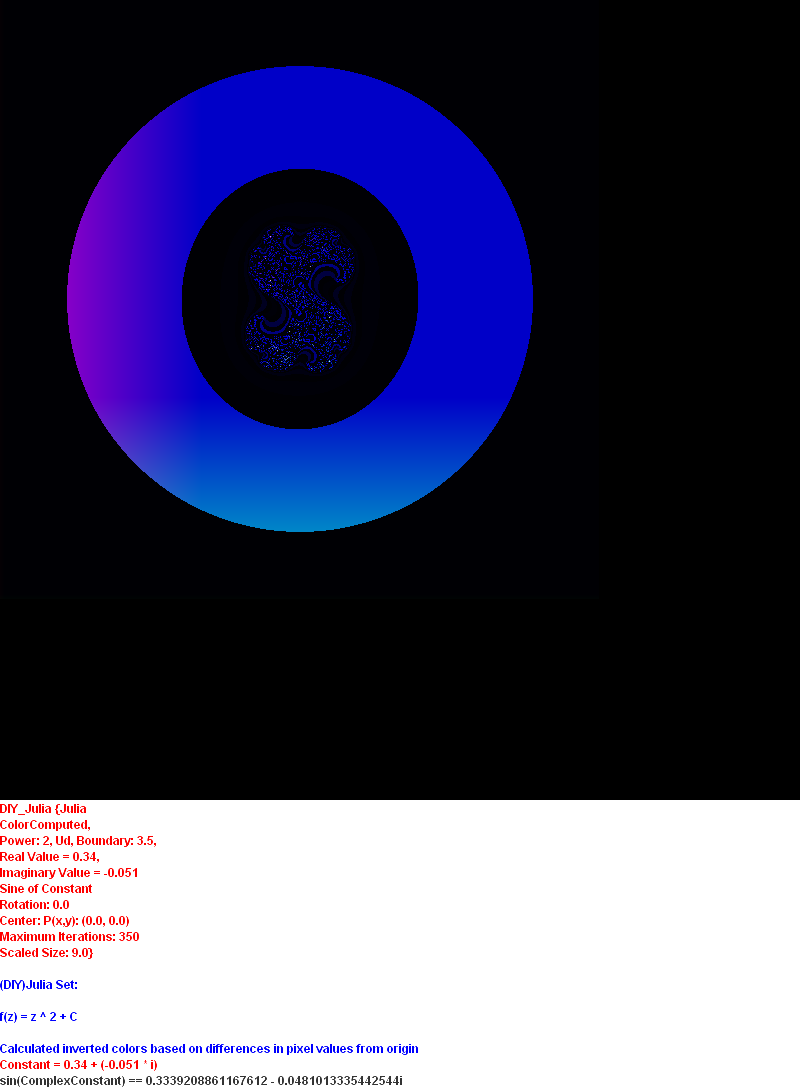 DIY_Julia {Julia
ColorComputed,
Power: 2, Ud, Boundary: 3.5,
Real Value = 0.34,
Imaginary Value = -0.051
Sine of Constant
Rotation: 0.0
Center: P(x,y): (0.0, 0.0)
Maximum Iterations: 350
Scaled Size: 9.0}
(DIY)Julia Set:
f(z) = z ^ 2 + C
Calculated inverted colors based on differences in pixel values from origin
Constant = 0.34 + (-0.051 * i)
sin(ComplexConstant) == 0.3339208861167612 - 0.0481013335442544i